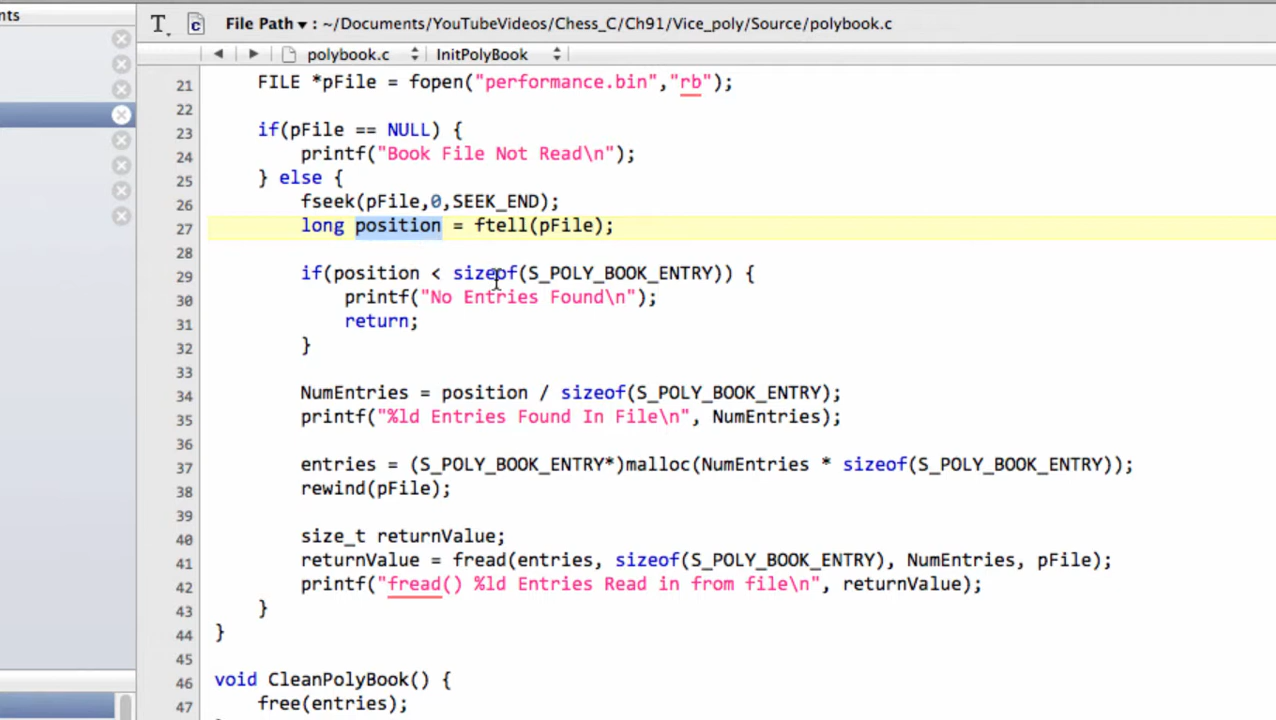 nts
T. File Path ▾ : ~/Documents/YouTubeVideos/Chess_C/Ch91/Vice_poly/Source/polybook.c
polybook.c InitPolyBook
21 FILE *pFile = fopen("performance.bin","rb");
22
23 if(pFile == NULL) {
24 printf("Book File Not Read\n");
25 } else {
26 fseek(pFile,0,SEEK_END);
27 long position = ftell(pFile);
28
29 if(position < sizeof(S_POLY_BOOK_ENTRY)) {
30 printf("No Entries Found\n");
31 return;
32 }
33
34 NumEntries = position / sizeof(S_POLY_BOOK_ENTRY);
35 printf("%ld Entries Found In File\n", NumEntries);
36
37 entries = (S_POLY_BOOK_ENTRY*)malloc(NumEntries * sizeof(S_POLY_BOOK_ENTRY));
38 rewind(pFile);
39
40 size_t returnValue;
41 returnValue = fread(entries, sizeof(S_POLY_BOOK_ENTRY), NumEntries, pFile);
42 printf("fread() %ld Entries Read in from file\n", returnValue);
43 }
44 }
45
46 void CleanPolyBook() {
47 free(entries);